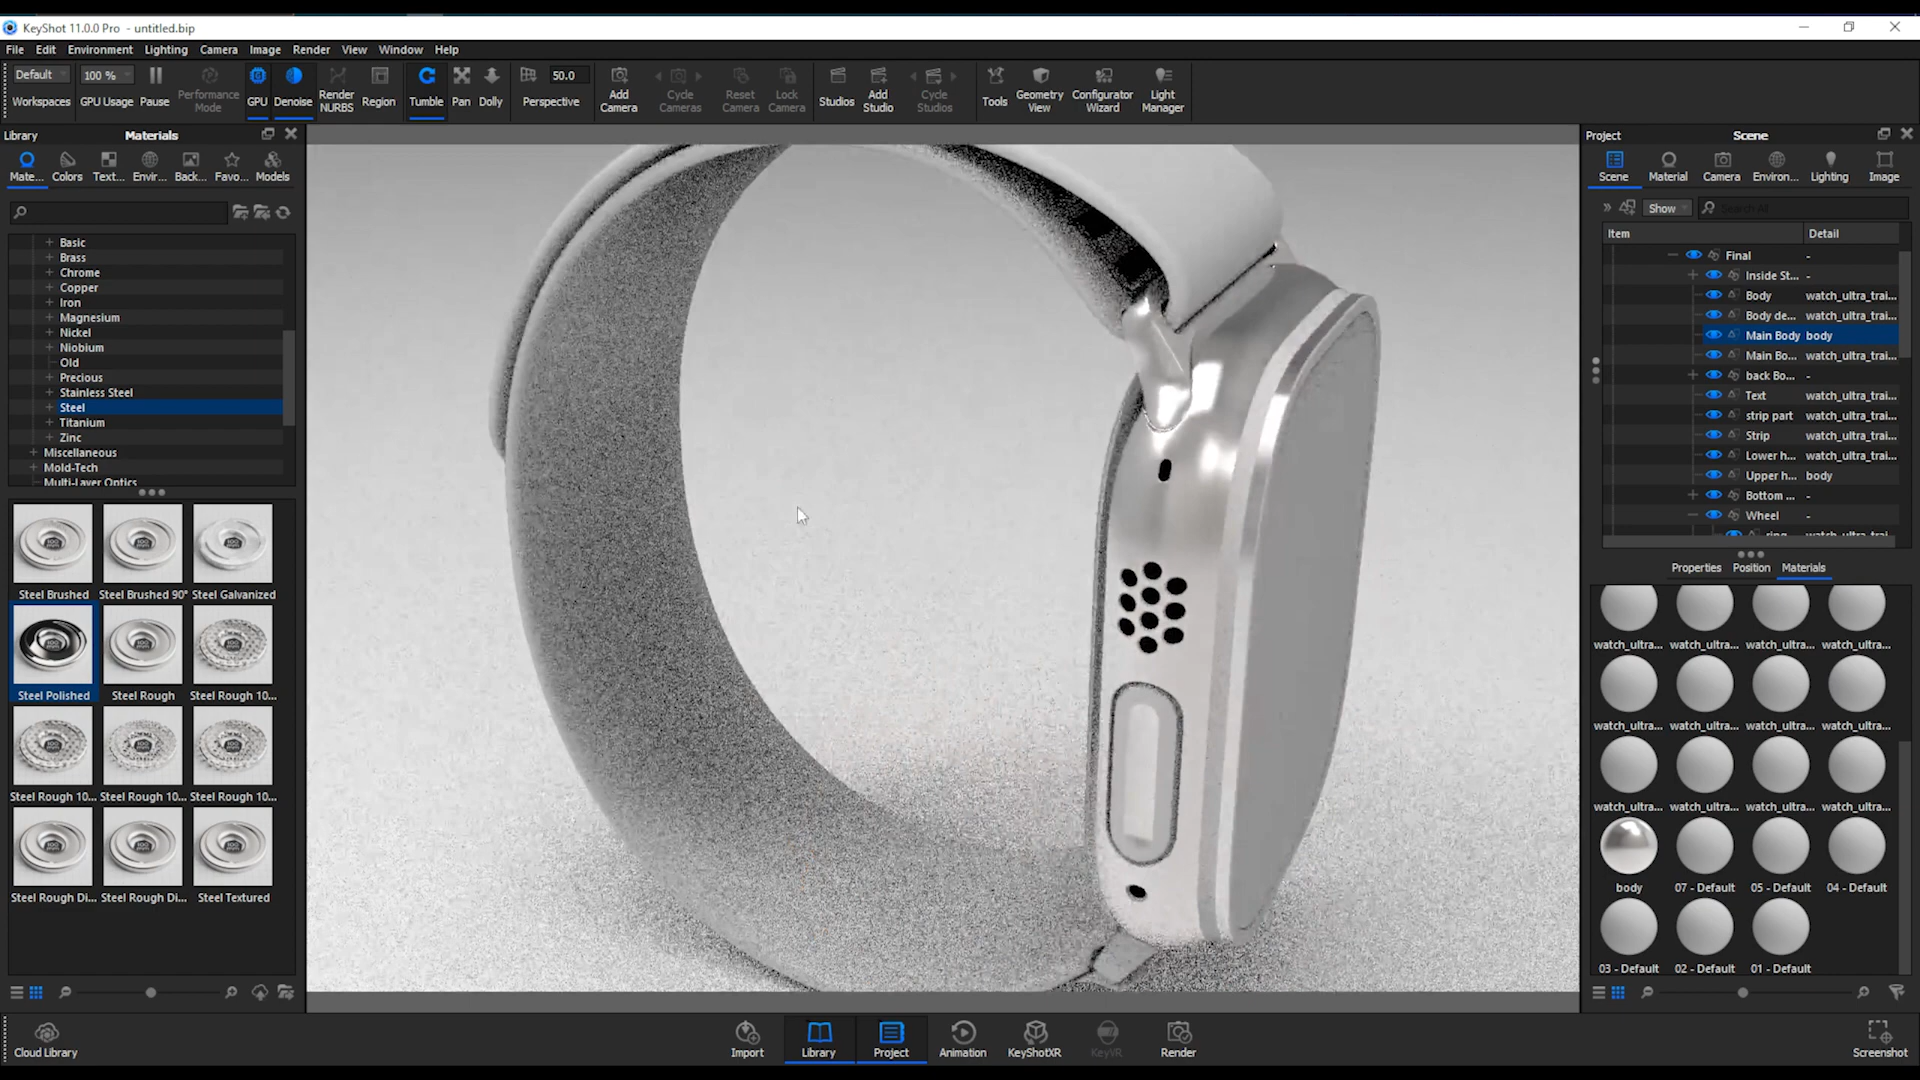 KeyShot 11.0.0 Pro - untitled.bip
File Edit Environment Lighting Camera Image Render View Window Help
Default 100 % 50.0
Workspaces GPU Usage Pause Performance Mode GPU Denoise Render NURBS Region Tumble Pan Dolly Perspective Add Camera Cycle Cameras Reset Camera Lock Camera Studios Add Studio Cycle Studios Tools Geometry View Configurator Wizard Light Manager
Library Materials
Mate... Colors Text... Envir... Back... Favo... Models
Basic
Brass
Chrome
Copper
Iron
Magnesium
Nickel
Niobium
Old
Precious
Stainless Steel
Steel
Titanium
Zinc
Miscellaneous
Mold-Tech
Multi-Layer Optics
Steel Brushed Steel Brushed 90° Steel Galvanized
Steel Polished Steel Rough Steel Rough 10...
Steel Rough 10... Steel Rough 10... Steel Rough 10...
Steel Rough Di... Steel Rough Di... Steel Textured
Project Scene
Scene Material Camera Environ... Lighting Image
Show Search All
Item Detail
Final -
Inside St... -
Body watch_ultra_trai...
Body de... watch_ultra_trai...
Main Body body
Main Bo... watch_ultra_trai...
back Bo... -
Text watch_ultra_trai...
strip part watch_ultra_trai...
Strip watch_ultra_trai...
Lower h... watch_ultra_trai...
Upper h... body
Bottom ... -
Wheel -
ring watch_ultra_trai...
Properties Position Materials
watch_ultra... watch_ultra... watch_ultra... watch_ultra...
watch_ultra... watch_ultra... watch_ultra... watch_ultra...
watch_ultra... watch_ultra... watch_ultra... watch_ultra...
body 07 - Default 05 - Default 04 - Default
03 - Default 02 - Default 01 - Default
Cloud Library Import Library Project Animation KeyShotXR KeyVR Render Screenshot